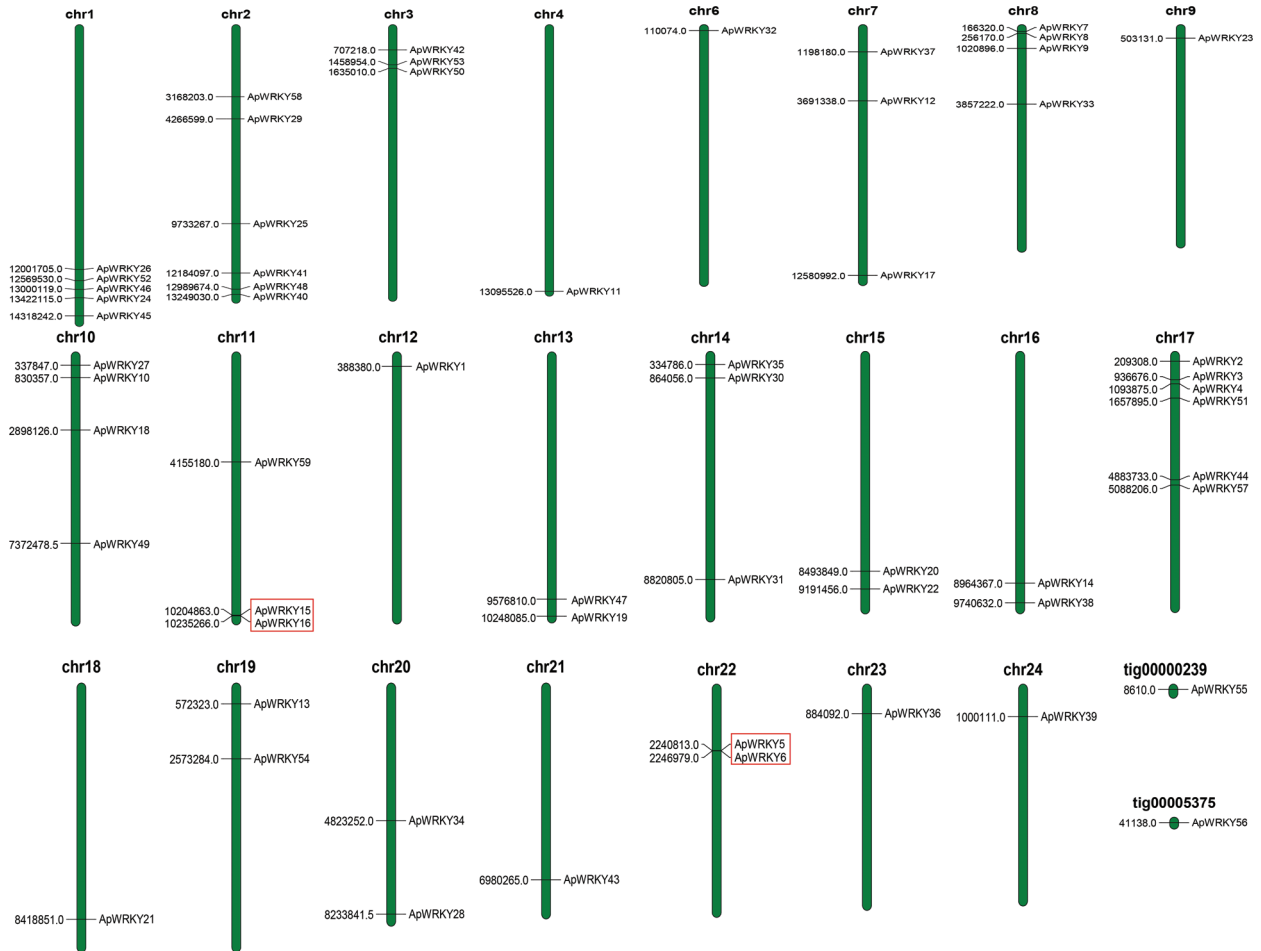 chr1
12001705.0 ApWRKY26
12569530.0 ApWRKY52
13000119.0 ApWRKY46
13422115.0 ApWRKY24
14318242.0 ApWRKY45
chr2
3168203.0 ApWRKY58
4266599.0 ApWRKY29
9733267.0 ApWRKY25
12184097.0 ApWRKY41
12989674.0 ApWRKY48
13249030.0 ApWRKY40
chr3
707218.0 ApWRKY42
1458954.0 ApWRKY53
1635010.0 ApWRKY50
chr4
13095526.0 ApWRKY11
chr6
110074.0 ApWRKY32
chr7
1198180.0 ApWRKY37
3691338.0 ApWRKY12
12580992.0 ApWRKY17
chr8
166320.0 ApWRKY7
256170.0 ApWRKY8
1020896.0 ApWRKY9
3857222.0 ApWRKY33
chr9
503131.0 ApWRKY23
chr10
337847.0 ApWRKY27
830357.0 ApWRKY10
2898126.0 ApWRKY18
7372478.5 ApWRKY49
chr11
4155180.0 ApWRKY59
10204863.0 ApWRKY15
10235266.0 ApWRKY16
chr12
388380.0 ApWRKY1
chr13
9576810.0 ApWRKY47
10248085.0 ApWRKY19
chr14
334786.0 ApWRKY35
864056.0 ApWRKY30
8820805.0 ApWRKY31
chr15
8493849.0 ApWRKY20
9191456.0 ApWRKY22
chr16
8964367.0 ApWRKY14
9740632.0 ApWRKY38
chr17
209308.0 ApWRKY2
936676.0 ApWRKY3
1093875.0 ApWRKY4
1657895.0 ApWRKY51
4883733.0 ApWRKY44
5088206.0 ApWRKY57
chr18
8418851.0 ApWRKY21
chr19
572323.0 ApWRKY13
2573284.0 ApWRKY54
chr20
4823252.0 ApWRKY34
8233841.5 ApWRKY28
chr21
6980265.0 ApWRKY43
chr22
2240813.0 ApWRKY5
2246979.0 ApWRKY6
chr23
884092.0 ApWRKY36
chr24
1000111.0 ApWRKY39
tig00000239
8610.0 ApWRKY55
tig00005375
41138.0 ApWRKY56